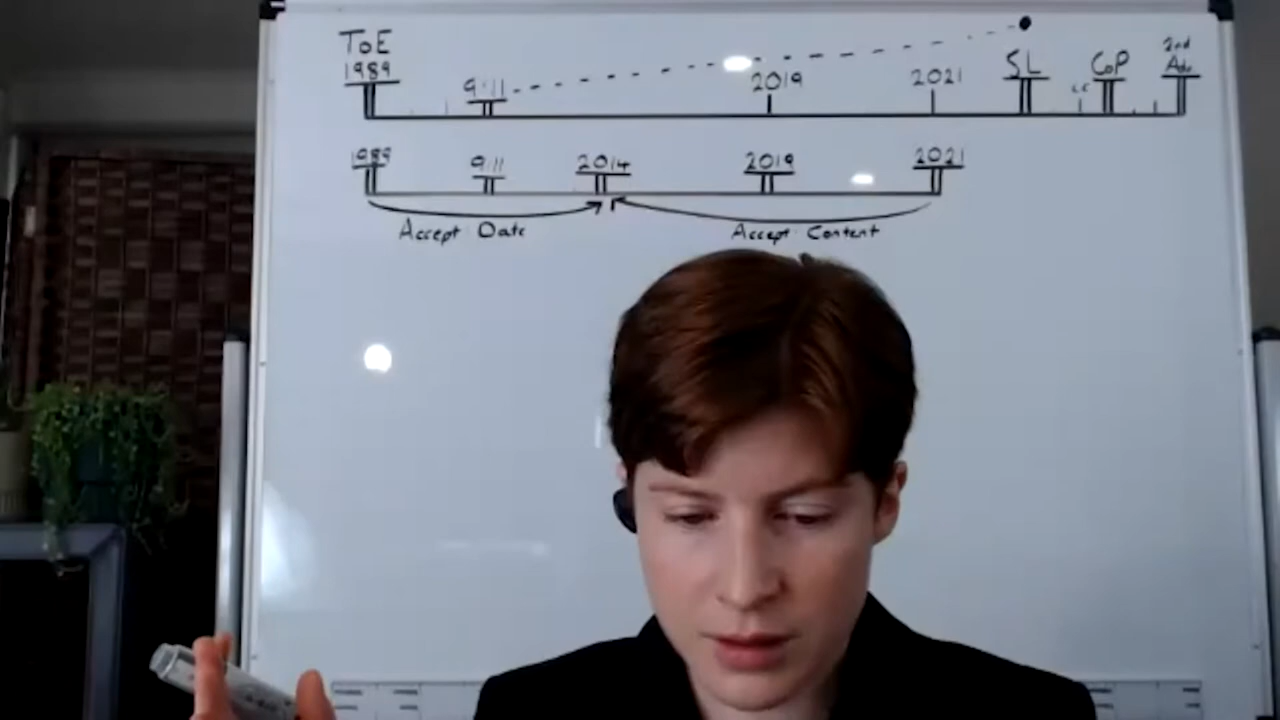 ToE
1989
9:11
2019
2021
SL
CoP
2nd
Adv
1989
9:11
2014
2019
2021
Accept Date
Accept Content